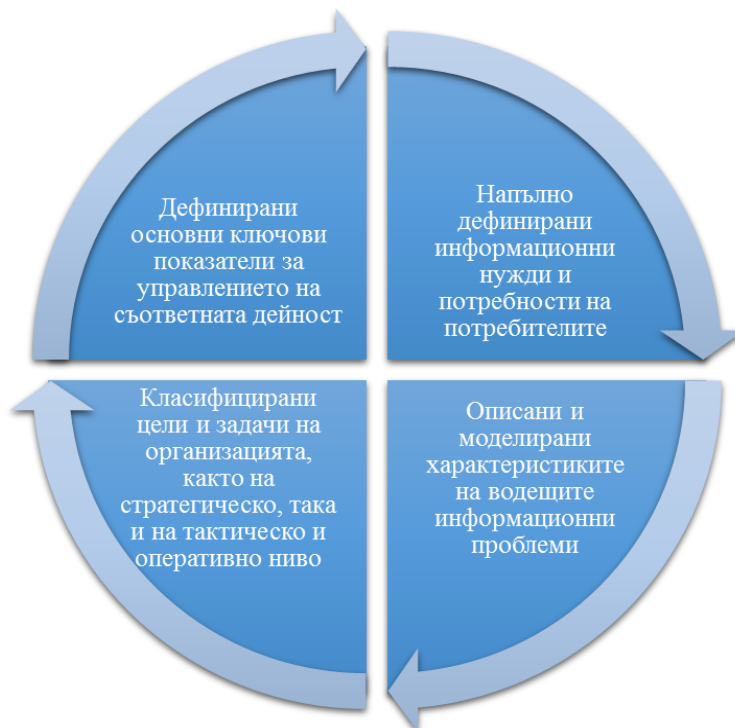 Дефинирани
основни ключови
показатели за
управлението на
съответната дейност
Напълно
дефинирани
информационни
нужди и
потребности на
потребителите
Класифицирани
цели и задачи на
организацията,
както на
стратегическо, така
и на тактическо и
оперативно ниво
Описани и
моделирани
характеристиките
на водещите
информационни
проблеми